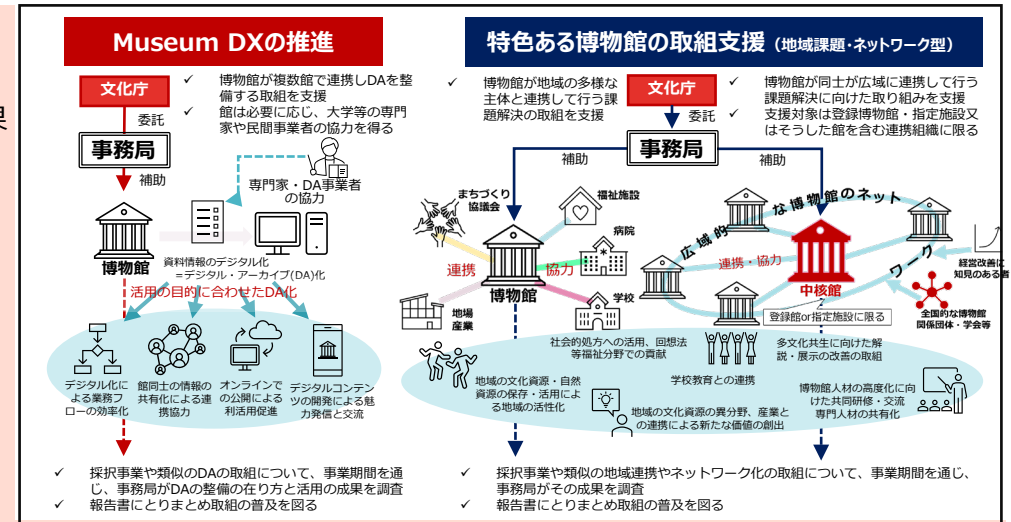 果
Museum DXの推進
文化庁
委託
事務局
補助
✓ 博物館が複数館で連携しDAを整
備する取組を支援
✓ 館は必要に応じ、大学等の専門
家や民間事業者の協力を得る
専門家・DA事業者
の協力
博物館
資料情報のデジタル化
=デジタル・アーカイブ(DA)化
活用の目的に合わせたDA化
デジタル化に
よる業務フ
ローの効率化
館同士の情報の
共有化による連
携協力
オンラインで
の公開による
利活用促進
デジタルコンテン
ツの開発による魅
力発信と交流
✓ 採択事業や類似のDAの取組について、事業期間を通
じ、事務局がDAの整備の在り方と活用の成果を調査
✓ 報告書にとりまとめ取組の普及を図る
特色ある博物館の取組支援（地域課題・ネットワーク型）
✓ 博物館が地域の多様な
主体と連携して行う課
題解決の取組を支援
文化庁
委託
事務局
補助
補助
✓ 博物館が同士が広域に連携して行う
課題解決に向けた取り組みを支援
✓ 支援対象は登録博物館・指定施設又
はそうした館を含む連携組織に限る
まちづくり
協議会
福祉施設
病院
連携
協力
博物館
地場
産業
学校
広域的な博物館のネットワーク
連携・協力
中核館
登録館or指定施設に限る
経営改善に
知見のある者
全国的な博物館
関係団体・学会等
社会的処方への活用、回想法
等福祉分野での貢献
多文化共生に向けた解
説・展示の改善の取組
地域の文化資源・自然
資源の保存・活用によ
る地域の活性化
学校教育との連携
地域の文化資源の異分野、産業と
の連携による新たな価値の創出
博物館人材の高度化に向
けた共同研修・交流
専門人材の共有化
✓ 採択事業や類似の地域連携やネットワーク化の取組について、事業期間を通じ、
事務局がその成果を調査
✓ 報告書にとりまとめ取組の普及を図る